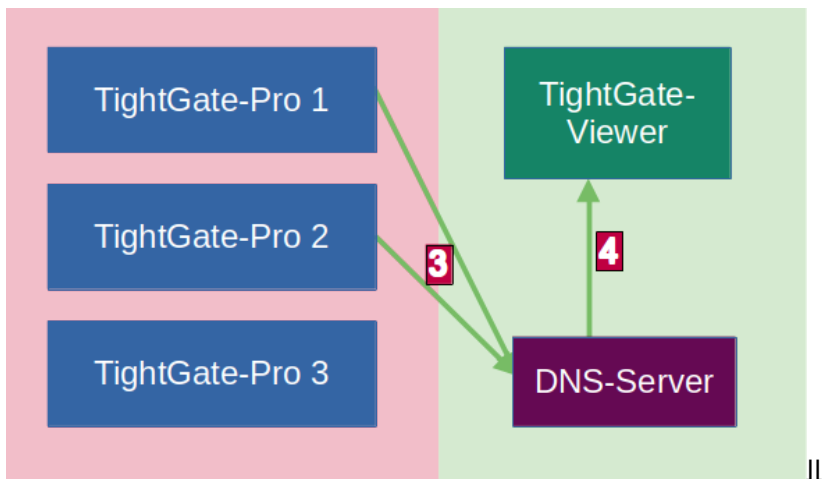 TightGate-Pro 1
TightGate-
Viewer
TightGate-Pro 2
3
4
TightGate-Pro 3
DNS-Server